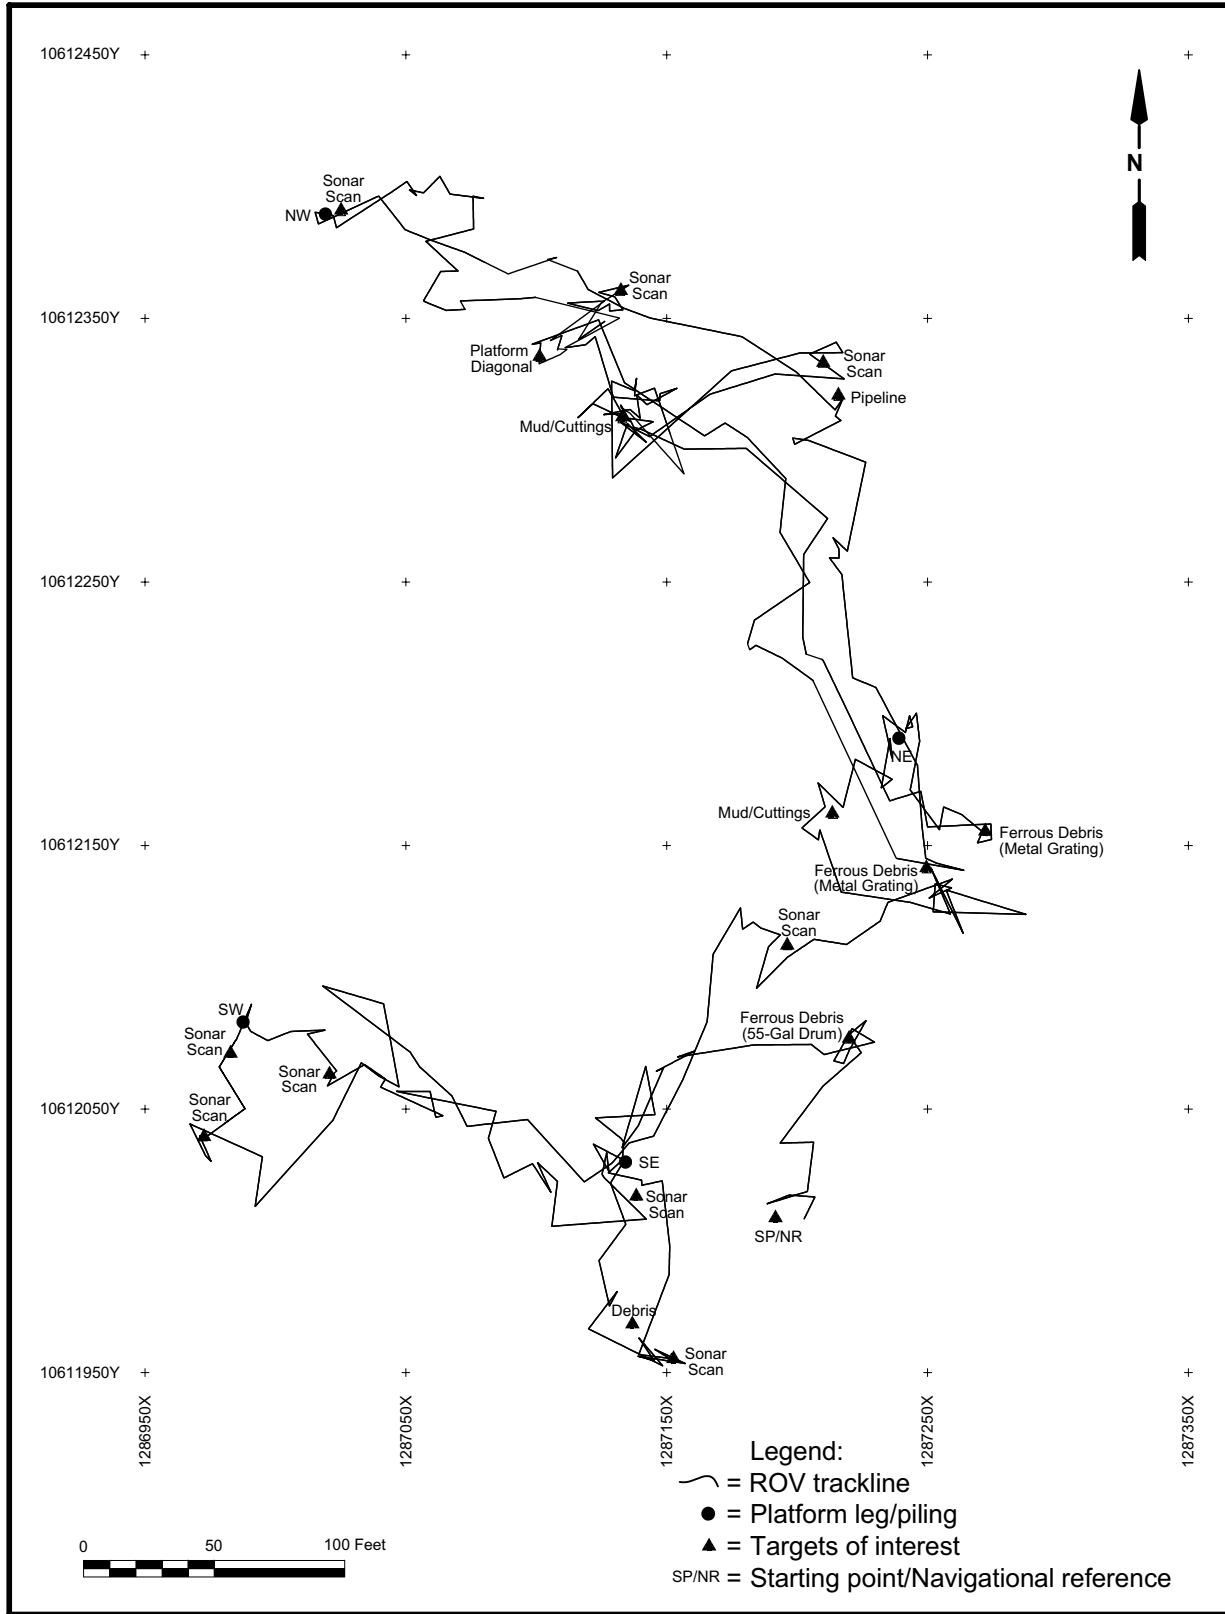 10612450Y
N
Sonar
Scan
NW
Sonar
Scan
10612350Y
Platform
Diagonal
Sonar
Scan
Pipeline
Mud/Cuttings
10612250Y
NE
Mud/Cuttings
Ferrous Debris
(Metal Grating)
10612150Y
Ferrous Debris
(Metal Grating)
Sonar
Scan
SW
Ferrous Debris
(55-Gal Drum)
Sonar
Scan
Sonar
Scan
Sonar
Scan
10612050Y
SE
Sonar
Scan
SP/NR
Debris
Sonar
Scan
10611950Y
1286950X
1287050X
1287150X
1287250X
1287350X
Legend:
= ROV trackline
= Platform leg/piling
= Targets of interest
SP/NR = Starting point/Navigational reference
0 50 100 Feet